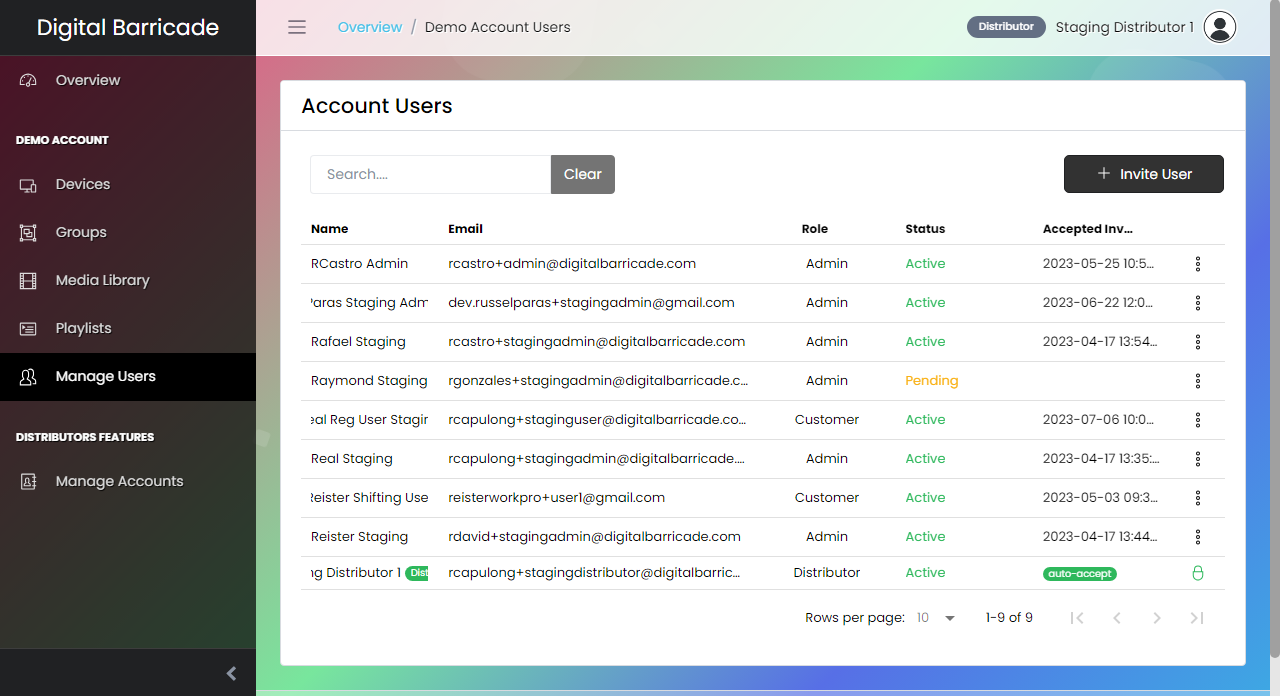 Digital Barricade
Overview / Demo Account Users
Distributor Staging Distributor 1
Overview
DEMO ACCOUNT
Devices
Groups
Media Library
Playlists
Manage Users
DISTRIBUTORS FEATURES
Manage Accounts
Account Users
Search.... Clear
Invite User
Name Email Role Status Accepted Inv...
RCastro Admin rcastro+admin@digitalbarricade.com Admin Active 2023-05-25 10:5...
Paras Staging Adm dev.russelparas+stagingadmin@gmail.com Admin Active 2023-06-22 12:0...
Rafael Staging rcastro+stagingadmin@digitalbarricade.com Admin Active 2023-04-17 13:54...
Raymond Staging rgonzales+stagingadmin@digitalbarricade.c... Admin Pending
eal Reg User Stagir rcapulong+staginguser@digitalbarricade.co... Customer Active 2023-07-06 10:0...
Real Staging rcapulong+stagingadmin@digitalbarricade.... Admin Active 2023-04-17 13:35:...
Reister Shifting Use reisterworkpro+user1@gmail.com Customer Active 2023-05-03 09:3...
Reister Staging rdavid+stagingadmin@digitalbarricade.com Admin Active 2023-04-17 13:44...
ng Distributor 1 Dist rcapulong+stagingdistributor@digitalbarric... Distributor Active auto-accept
Rows per page: 10 1-9 of 9